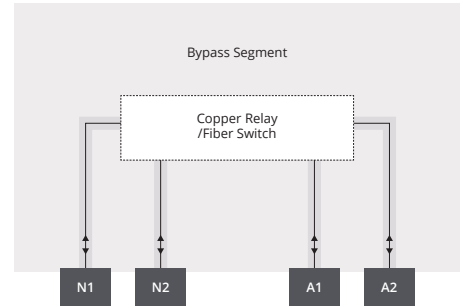 Bypass Segment
Copper Relay
/Fiber Switch
N1 N2 A1 A2